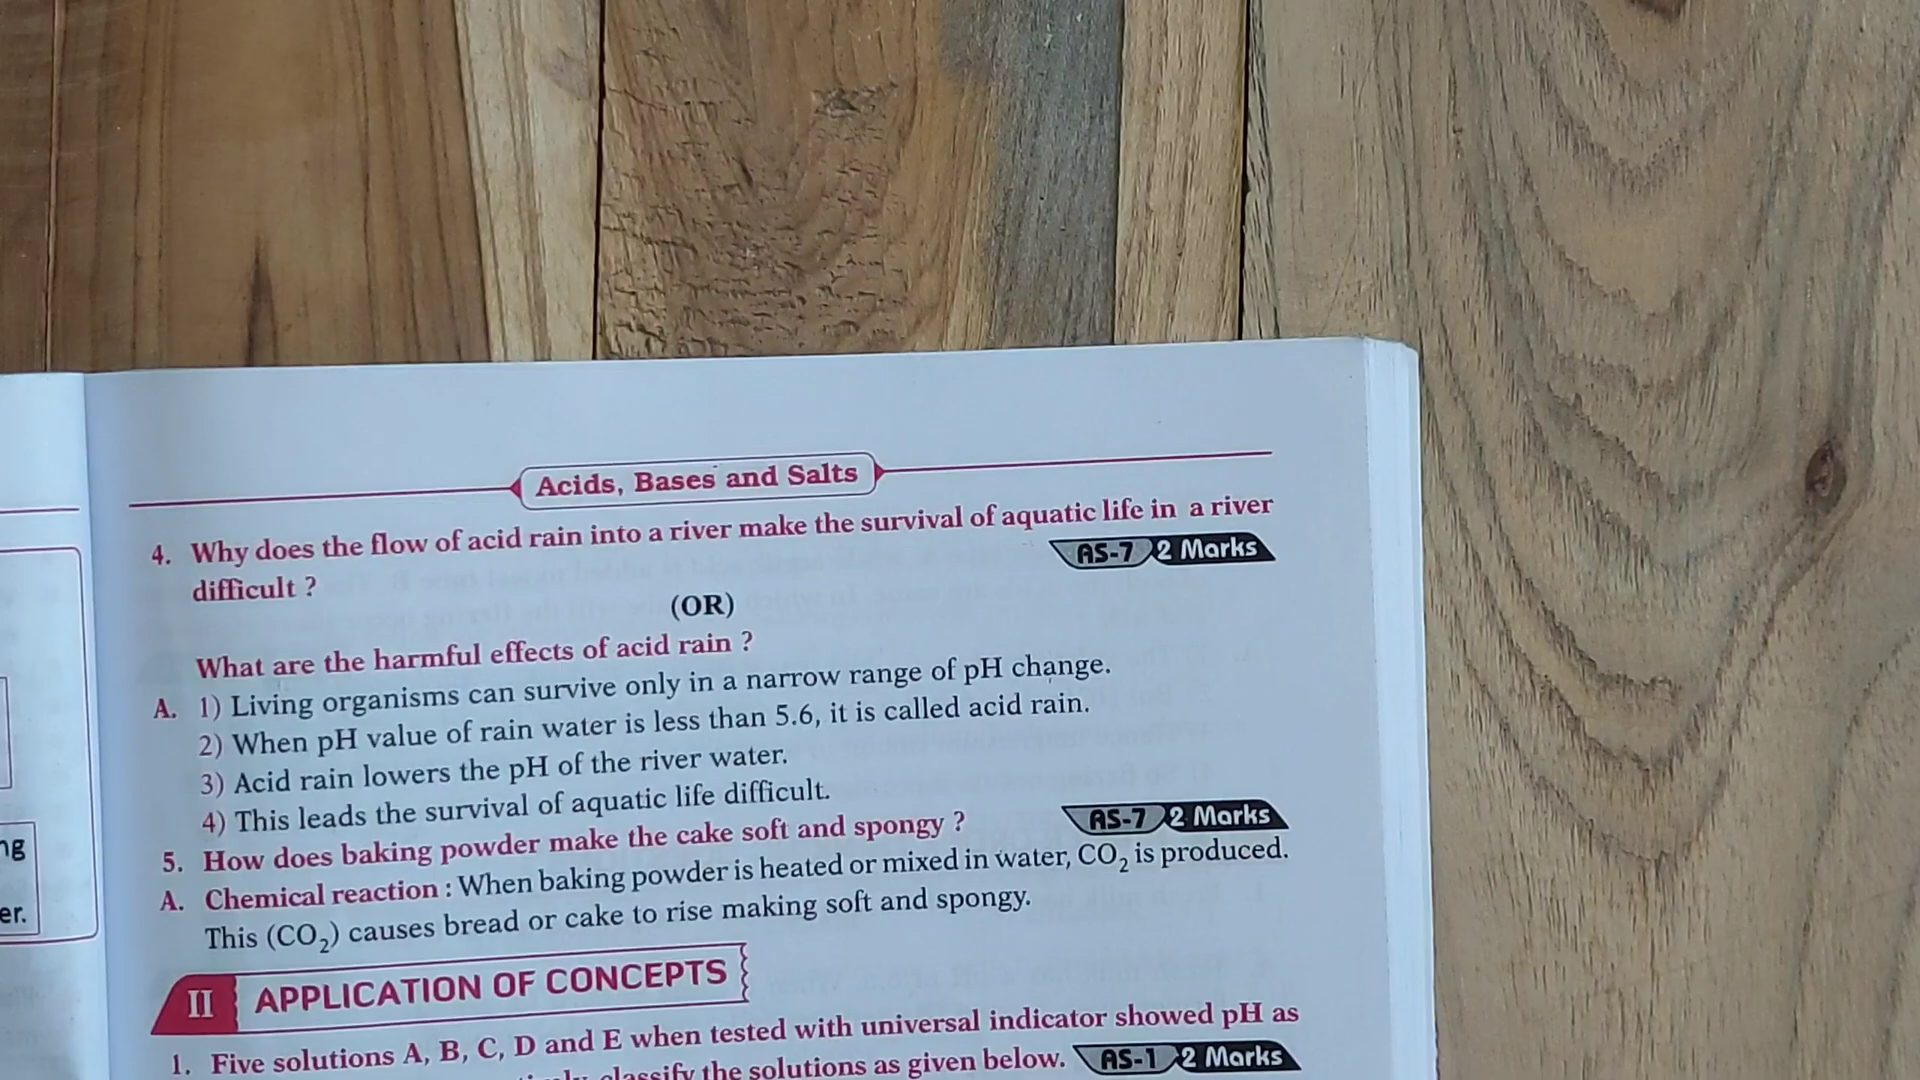 Acids, Bases and Salts
4. Why does the flow of acid rain into a river make the survival of aquatic life in a river
difficult ? AS-7 2 Marks
(OR)
What are the harmful effects of acid rain ?
A. 1) Living organisms can survive only in a narrow range of pH change.
2) When pH value of rain water is less than 5.6, it is called acid rain.
3) Acid rain lowers the pH of the river water.
4) This leads the survival of aquatic life difficult.
5. How does baking powder make the cake soft and spongy ? AS-7 2 Marks
A. Chemical reaction : When baking powder is heated or mixed in water, CO₂ is produced.
This (CO₂) causes bread or cake to rise making soft and spongy.
II APPLICATION OF CONCEPTS
1. Five solutions A, B, C, D and E when tested with universal indicator showed pH as
classify the solutions as given below. AS-1 2 Marks
er.